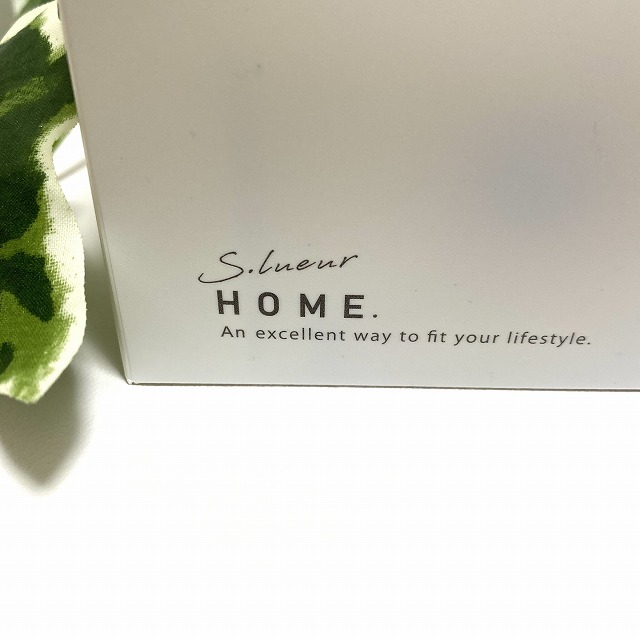 S.lueur
HOME.
An excellent way to fit your lifestyle.